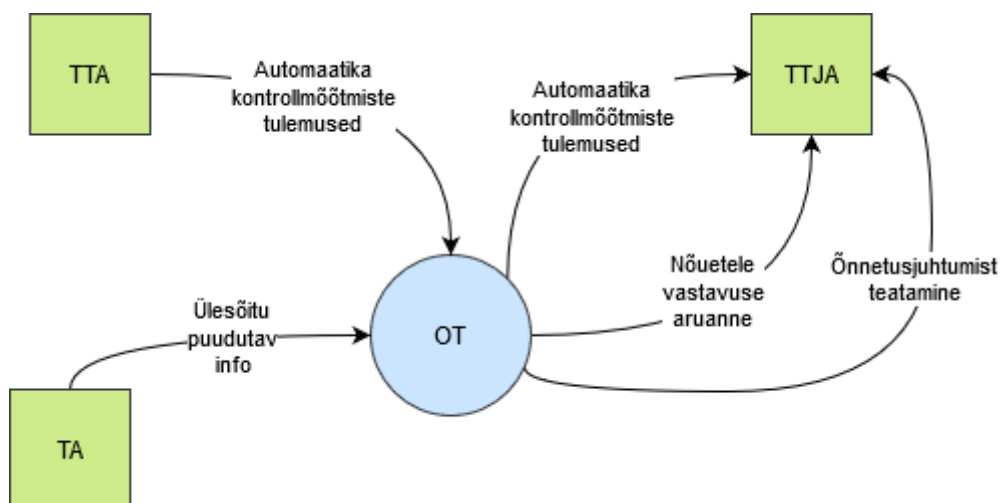 TTA
Automaatika
kontrollmõõtmiste
tulemused
Automaatika
kontrollmõõtmiste
tulemused
TTJA
Nõuetele
vastavuse
aruanne
Õnnetusjuhtumist
teatamine
Ülesõitu
puudutav
info
OT
TA